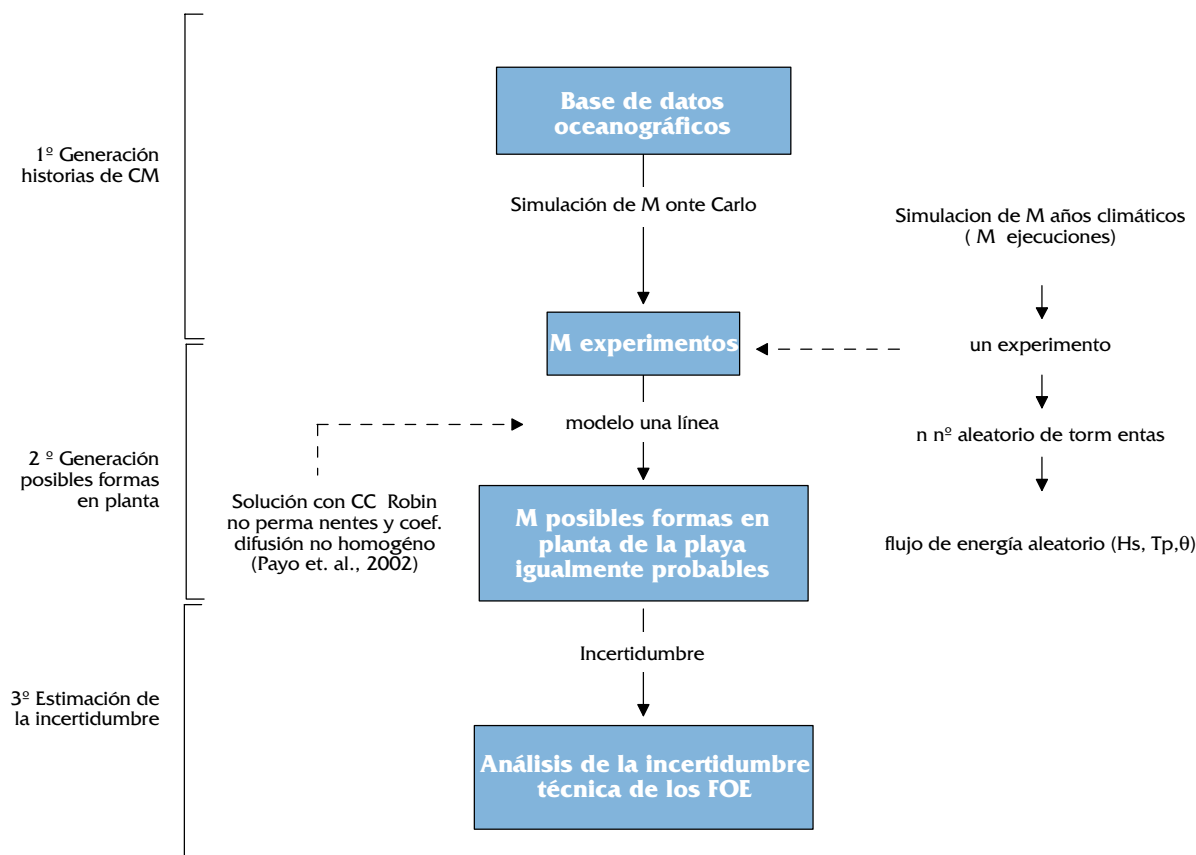 Base de datos
oceanográficos
1º Generación
historias de CM
Simulación de M onte Carlo
Simulacion de M años climáticos
( M ejecuciones)
M experimentos
un experimento
modelo una línea
n nº aleatorio de torm entas
2 º Generación
posibles formas
en planta
Solución con CC Robin
no perma nentes y coef.
difusión no homogéno
(Payo et. al., 2002)
M posibles formas en
planta de la playa
igualmente probables
flujo de energía aleatorio (Hs, Tp,θ)
Incertidumbre
3º Estimación de
la incertidumbre
Análisis de la incertidumbre
técnica de los FOE